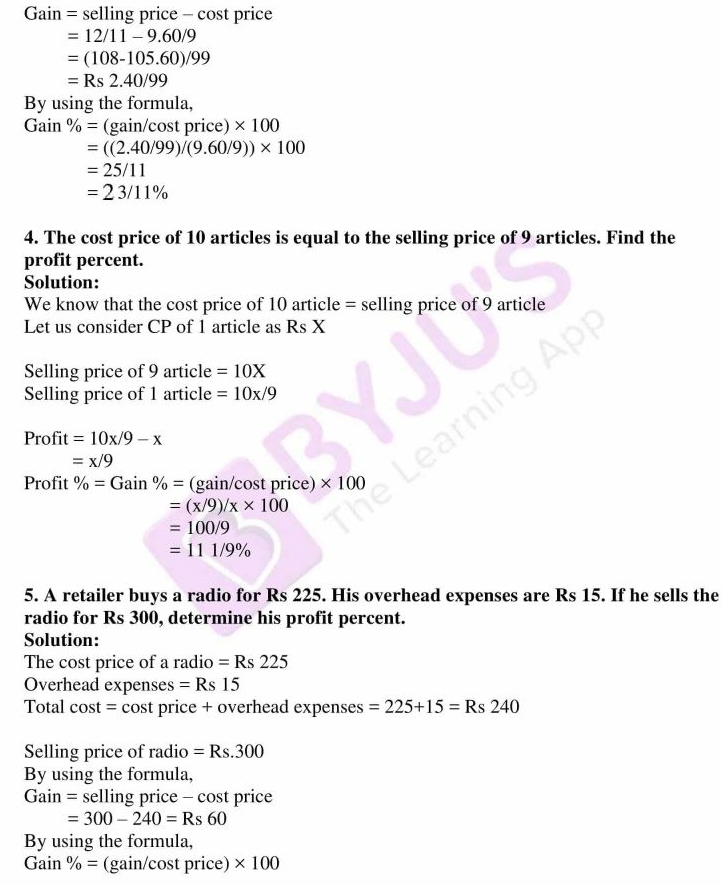 Gain = selling price – cost price
= 12/11 – 9.60/9
= (108-105.60)/99
= Rs 2.40/99
By using the formula,
Gain % = (gain/cost price) × 100
= ((2.40/99)/(9.60/9)) × 100
= 25/11
= 2 3/11%
4. The cost price of 10 articles is equal to the selling price of 9 articles. Find the
profit percent.
Solution:
We know that the cost price of 10 article = selling price of 9 article
Let us consider CP of 1 article as Rs X
Selling price of 9 article = 10X
Selling price of 1 article = 10x/9
Profit = 10x/9 – x
= x/9
Profit % = Gain % = (gain/cost price) × 100
= (x/9)/x × 100
= 100/9
= 11 1/9%
5. A retailer buys a radio for Rs 225. His overhead expenses are Rs 15. If he sells the
radio for Rs 300, determine his profit percent.
Solution:
The cost price of a radio = Rs 225
Overhead expenses = Rs 15
Total cost = cost price + overhead expenses = 225+15 = Rs 240
Selling price of radio = Rs.300
By using the formula,
Gain = selling price – cost price
= 300 – 240 = Rs 60
By using the formula,
Gain % = (gain/cost price) × 100
BYJU'S
The Learning App